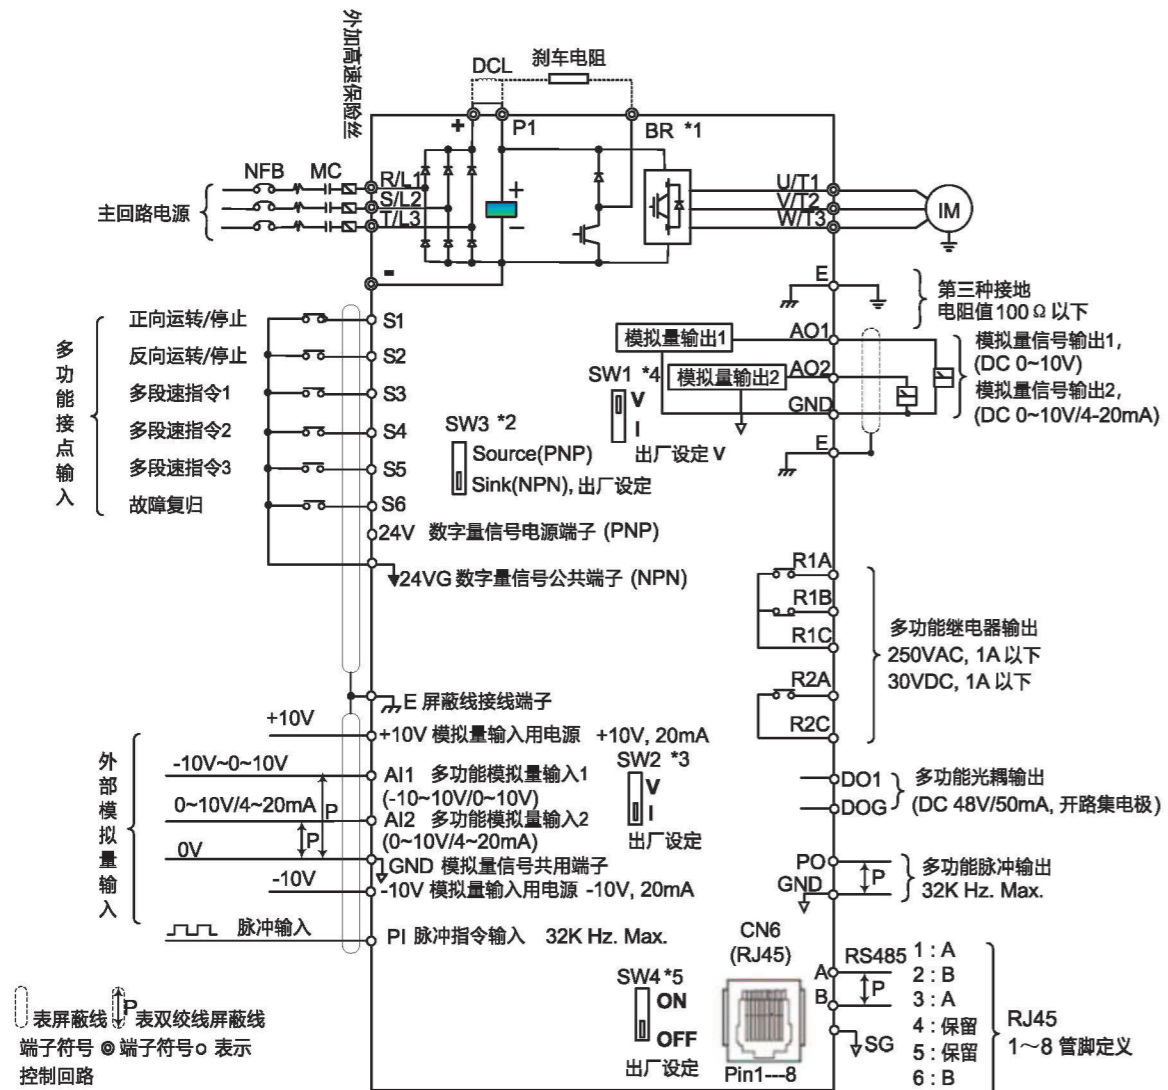 外加高速保险丝
DCL
刹车电阻
+
P1
BR *1
NFB
MC
R/L1
S/L2
T/L3
+
−
主回路电源
U/T1
V/T2
W/T3
IM
-
E
第三种接地
电阻值100Ω以下
多功能接点输入
正向运转/停止
S1
反向运转/停止
S2
多段速指令1
S3
多段速指令2
S4
多段速指令3
S5
故障复归
S6
24V 数字量信号电源端子 (PNP)
24VG 数字量信号公共端子 (NPN)
SW3 *2
Source(PNP)
Sink(NPN), 出厂设定
模拟量输出1
AO1
SW1 *4
模拟量输出2
AO2
V
I
GND
出厂设定 V
E
模拟量信号输出1,
(DC 0~10V)
模拟量信号输出2,
(DC 0~10V/4-20mA)
R1A
R1B
R1C
R2A
R2C
多功能继电器输出
250VAC, 1A 以下
30VDC, 1A 以下
E 屏蔽线接线端子
外部模拟量输入
+10V
+10V 模拟量输入用电源 +10V, 20mA
-10V~0~10V
AI1 多功能模拟量输入1
(-10~10V/0~10V)
P
0~10V/4~20mA
AI2 多功能模拟量输入2
(0~10V/4~20mA)
P
0V
GND 模拟量信号共用端子
-10V
-10V 模拟量输入用电源 -10V, 20mA
脉冲输入
PI 脉冲指令输入 32K Hz. Max.
SW2 *3
V
I
出厂设定
DO1
DOG
多功能光耦输出
(DC 48V/50mA, 开路集电极)
PO
GND
P
多功能脉冲输出
32K Hz. Max.
CN6
(RJ45)
Pin1---8
SW4 *5
ON
OFF
出厂设定
A
B
RS485
P
SG
1 : A
2 : B
3 : A
4 : 保留
5 : 保留
6 : B
RJ45
1～8 管脚定义
表屏蔽线
P
表双绞线屏蔽线
端子符号 ◎ 端子符号○ 表示
控制回路